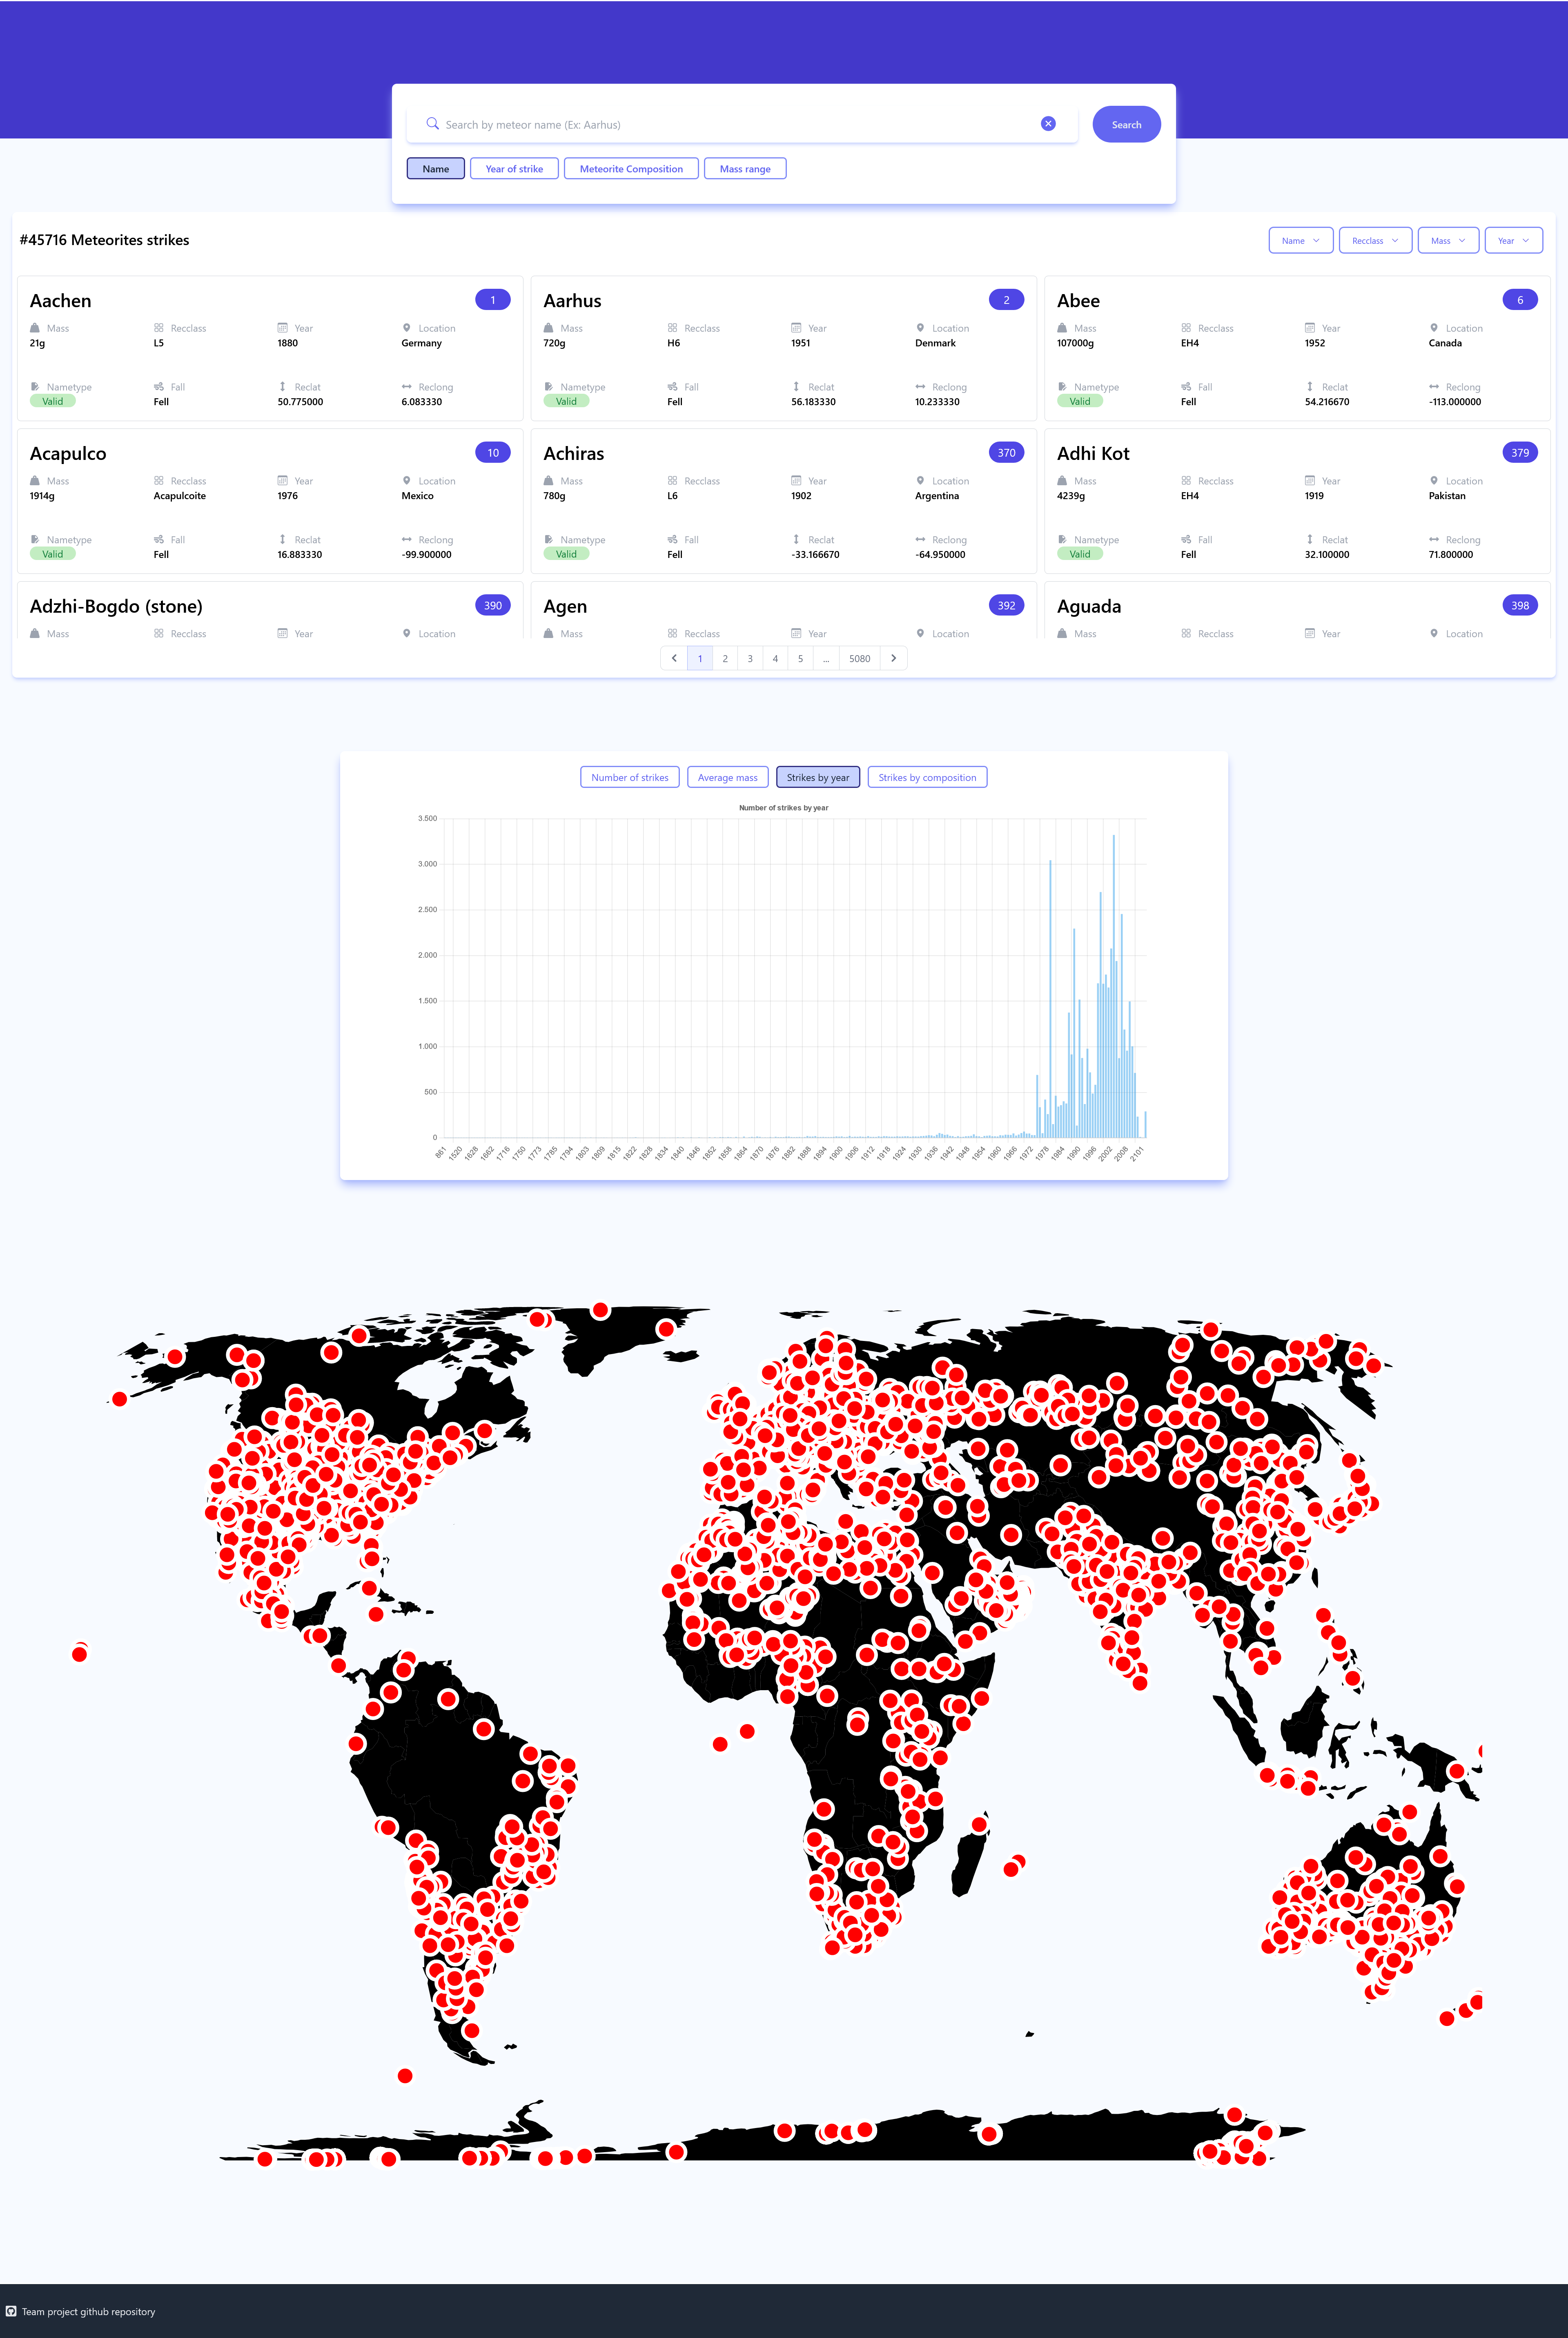 Search by meteor name (Ex: Aarhus)
Search
Name Year of strike Meteorite Composition Mass range
#45716 Meteorites strikes
Name Recclass Mass Year
Aachen 1
Mass Recclass Year Location
21g L5 1880 Germany
Nametype Fall Reclat Reclong
Valid Fell 50.775000 6.083330
Aarhus 2
Mass Recclass Year Location
720g H6 1951 Denmark
Nametype Fall Reclat Reclong
Valid Fell 56.183330 10.233330
Abee 6
Mass Recclass Year Location
107000g EH4 1952 Canada
Nametype Fall Reclat Reclong
Valid Fell 54.216670 -113.000000
Acapulco 10
Mass Recclass Year Location
1914g Acapulcoite 1976 Mexico
Nametype Fall Reclat Reclong
Valid Fell 16.883330 -99.900000
Achiras 370
Mass Recclass Year Location
780g L6 1902 Argentina
Nametype Fall Reclat Reclong
Valid Fell -33.166670 -64.950000
Adhi Kot 379
Mass Recclass Year Location
4239g EH4 1919 Pakistan
Nametype Fall Reclat Reclong
Valid Fell 32.100000 71.800000
Adzhi-Bogdo (stone) 390
Mass Recclass Year Location
Agen 392
Mass Recclass Year Location
Aguada 398
Mass Recclass Year Location
1 2 3 4 5 ... 5080
Number of strikes Average mass Strikes by year Strikes by composition
Number of strikes by year
3.500
3.000
2.500
2.000
1.500
1.000
500
0
861 1520 1628 1662 1716 1750 1773 1785 1794 1803 1809 1815 1822 1828 1834 1840 1846 1852 1858 1864 1870 1876 1882 1888 1894 1900 1906 1912 1918 1924 1930 1936 1942 1948 1954 1960 1966 1972 1978 1984 1990 1996 2002 2008 2101
Team project github repository